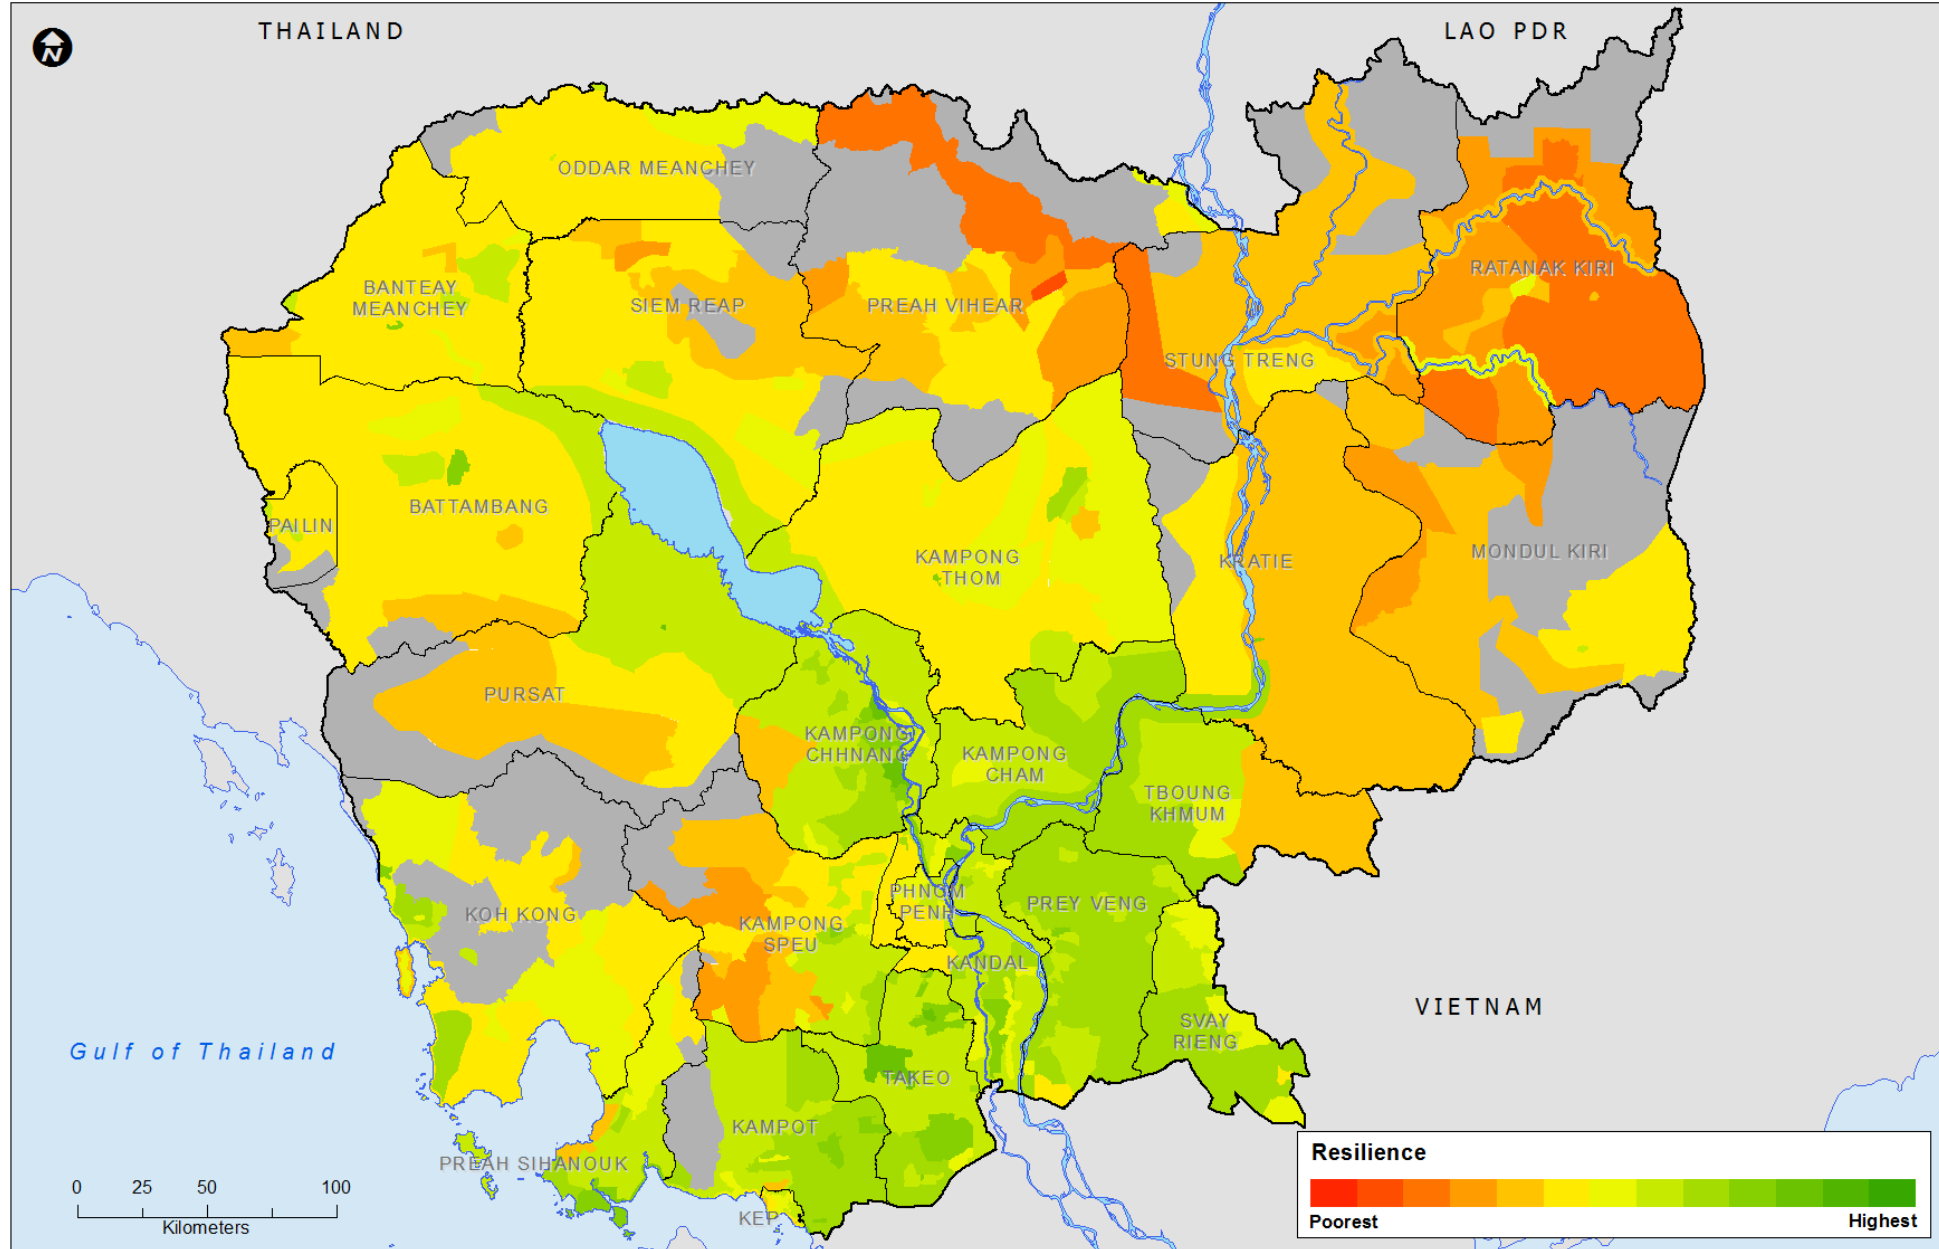 THAILAND
LAO PDR
N
ODDAR MEANCHEY
BANTEAY
MEANCHEY
SIEM REAP
PREAH VIHEAR
RATANAK KIRI
STUNG TRENG
BATTAMBANG
PAILIN
KAMPONG
THOM
KRATIE
MONDUL KIRI
PURSAT
KAMPONG
CHHNANG
KAMPONG
CHAM
TBOUNG
KHMUM
KOH KONG
KAMPONG
SPEU
PHNOM
PENH
PREY VENG
KANDAL
VIETNAM
SVAY
RIENG
Gulf of Thailand
TAKEO
KAMPOT
PREAH SIHANOUK
KEP
0 25 50 100
Kilometers
Resilience
Poorest Highest